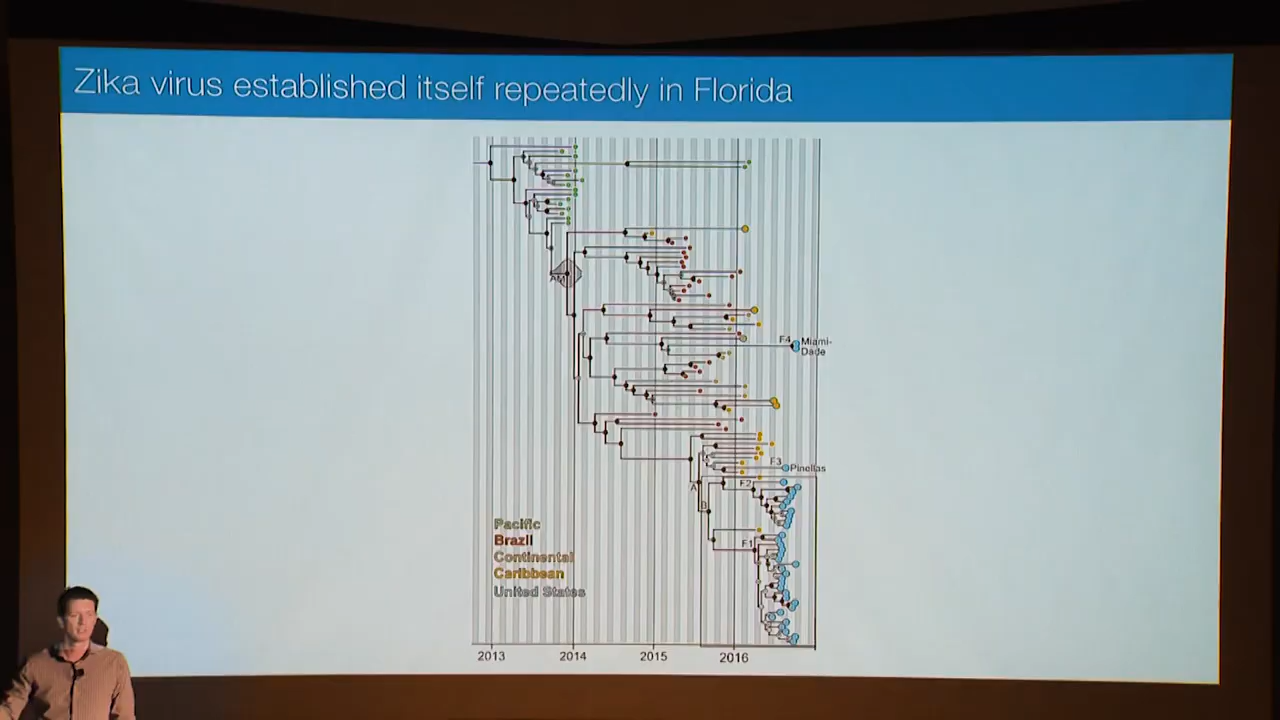 Zika virus established itself repeatedly in Florida
AM
F4 Miami-
Dade
F3
Pinellas
A
F2
B
F1
Pacific
Brazil
Continental
Caribbean
United States
2013 2014 2015 2016